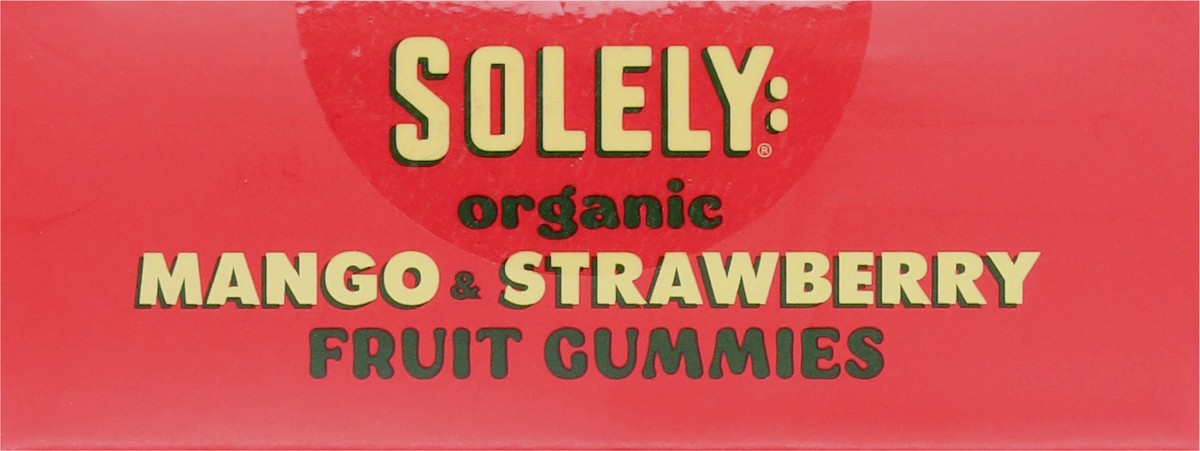 SOLELY:®
organic
MANGO & STRAWBERRY
FRUIT GUMMIES